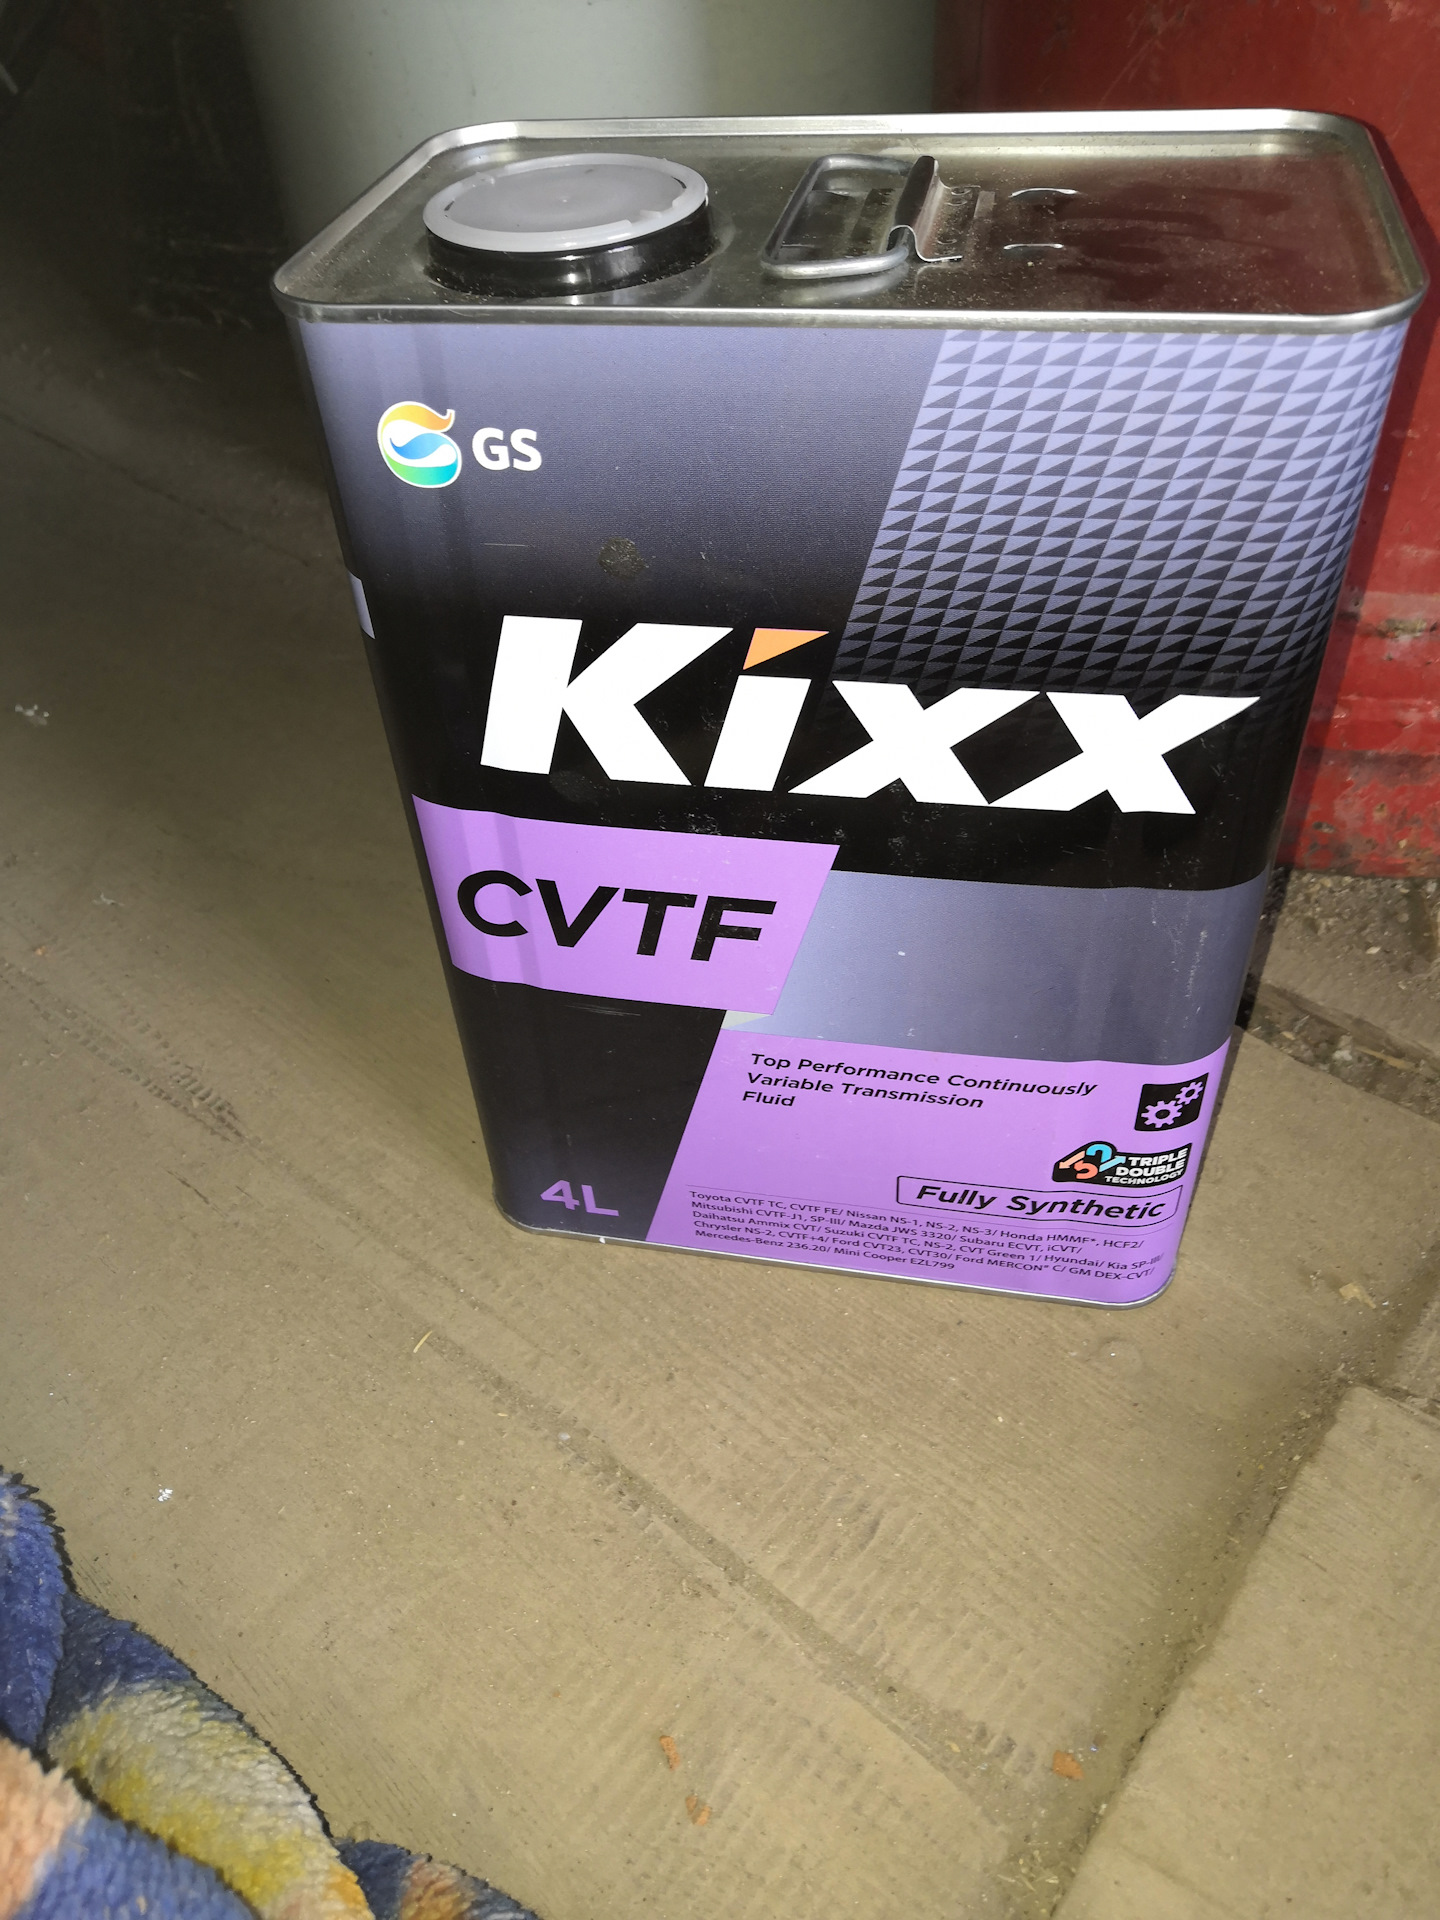 GS
Kixx
CVTF
Top Performance Continuously
Variable Transmission
Fluid
TRIPLE
DOUBLE
TECHNOLOGY
Fully Synthetic
4L
Toyota CVTF TC, CVTF FE/ Nissan NS-1, NS-2, NS-3/ Honda HMMF*, HCF2/
Mitsubishi CVTF-J1, SP-III/ Mazda JWS 3320/ Subaru ECVT, iCVT/
Daihatsu Ammix CVT/ Suzuki CVTF TC, NS-2, CVT Green 1/ Hyundai/ Kia SP-III/
Chrysler NS-2, CVTF+4/ Ford CVT23, CVT30/ Ford MERCON® C/ GM DEX-CVT/
Mercedes-Benz 236.20/ Mini Cooper EZL799